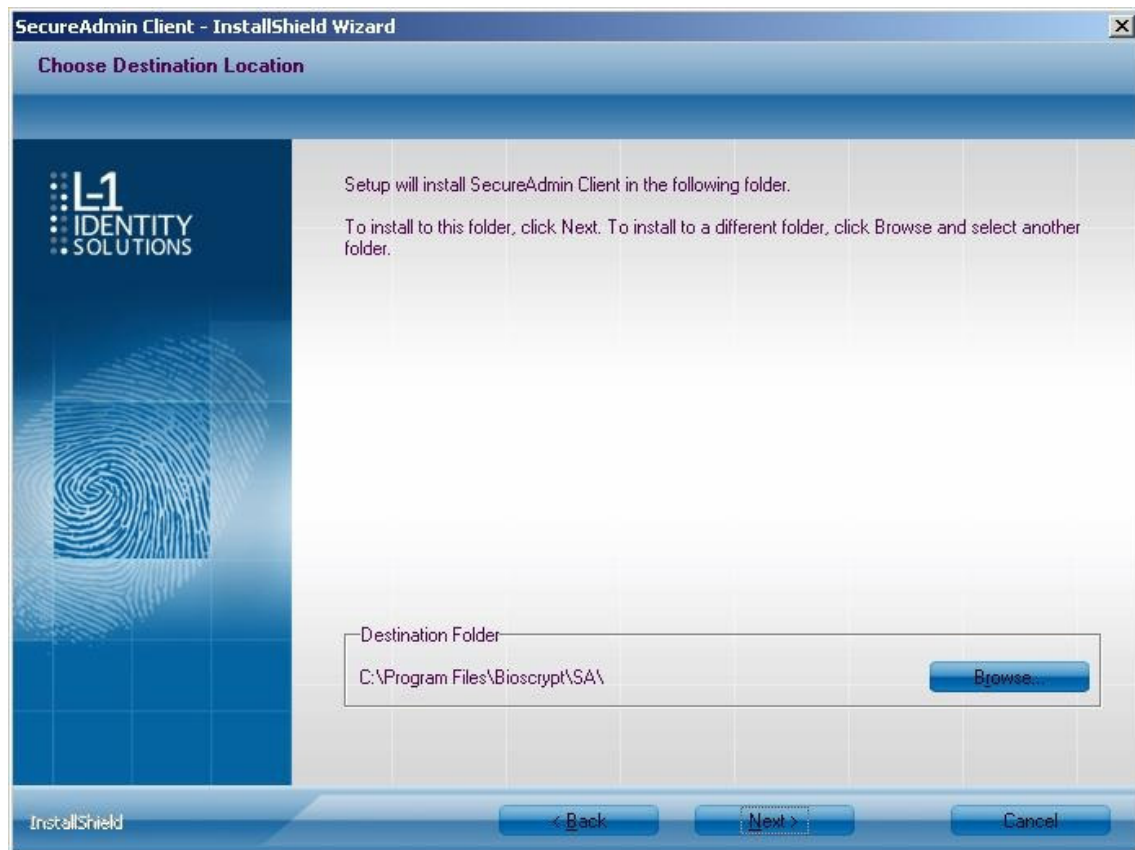 SecureAdmin Client - InstallShield Wizard
Choose Destination Location
L-1
IDENTITY
SOLUTIONS
Setup will install SecureAdmin Client in the following folder.
To install to this folder, click Next. To install to a different folder, click Browse and select another
folder.
Destination Folder
C:\Program Files\Bioscrypt\SA\
Browse...
InstallShield
< Back
Next >
Cancel